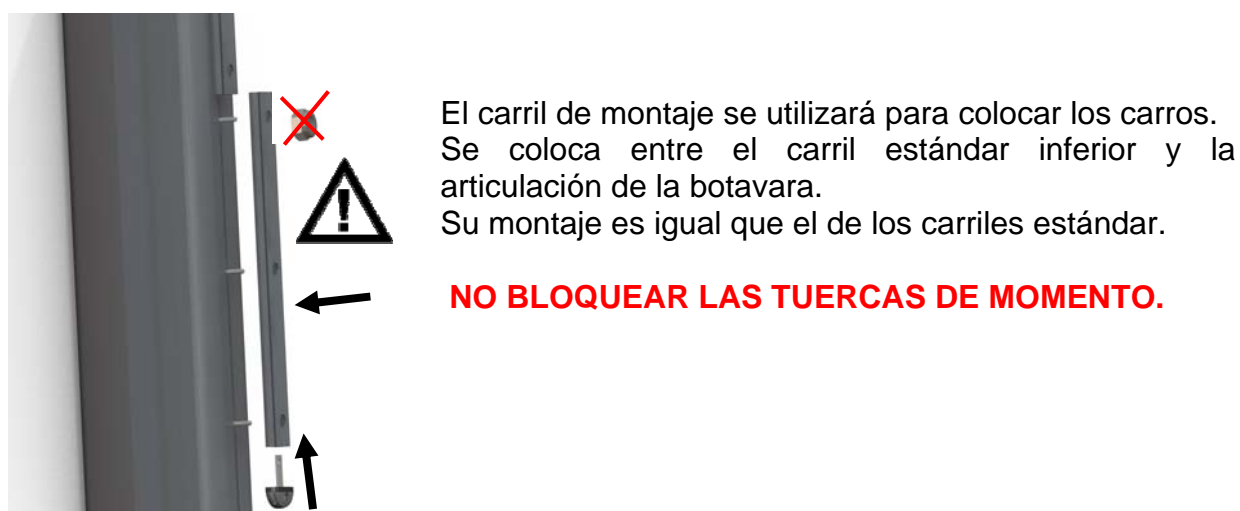 El carril de montaje se utilizará para colocar los carros.
Se coloca entre el carril estándar inferior y la
articulación de la botavara.
Su montaje es igual que el de los carriles estándar.
NO BLOQUEAR LAS TUERCAS DE MOMENTO.